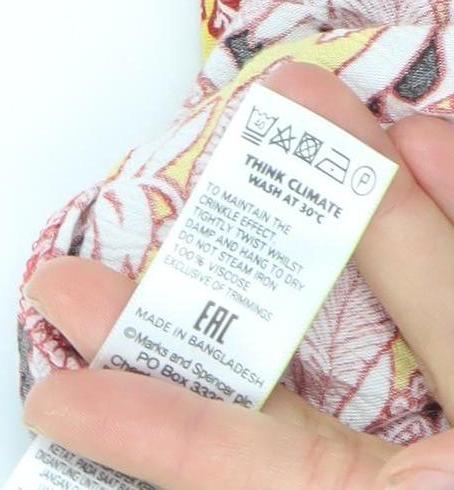 P
THINK CLIMATE
WASH AT 30°C
TO MAINTAIN THE
CRINKLE EFFECT,
TIGHTLY TWIST WHILST
DAMP AND HANG TO DRY
DO NOT STEAM IRON
100% VISCOSE
EXCLUSIVE OF TRIMMINGS
EAC
MADE IN BANGLADESH
©Marks and Spencer plc
PO Box 3339